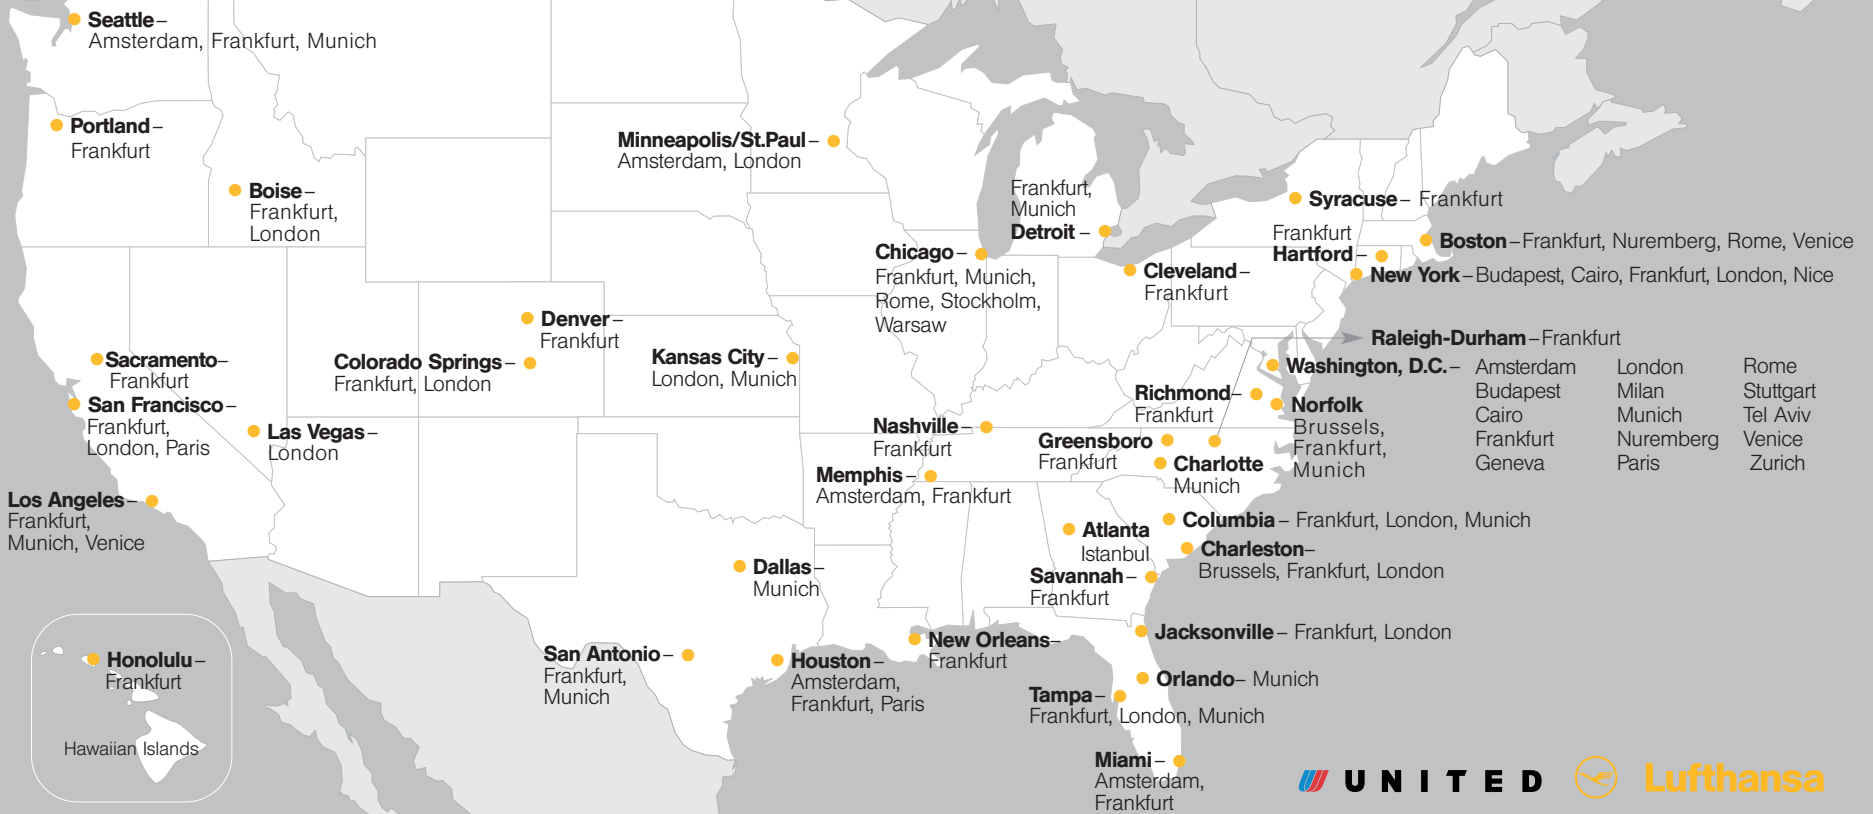 Seattle–
Amsterdam, Frankfurt, Munich
Portland–
Frankfurt
Boise–
Frankfurt,
London
Minneapolis/St.Paul–
Amsterdam, London
Frankfurt,
Munich
Detroit–
Chicago–
Frankfurt, Munich,
Rome, Stockholm,
Warsaw
Cleveland–
Frankfurt
Syracuse– Frankfurt
Frankfurt
Hartford–
Boston–Frankfurt, Nuremberg, Rome, Venice
New York–Budapest, Cairo, Frankfurt, London, Nice
Raleigh-Durham–Frankfurt
Washington, D.C.– Amsterdam London Rome
Budapest Milan Stuttgart
Cairo Munich Tel Aviv
Frankfurt Nuremberg Venice
Geneva Paris Zurich
Denver–
Frankfurt
Colorado Springs–
Frankfurt, London
Kansas City–
London, Munich
Sacramento–
Frankfurt
San Francisco–
Frankfurt,
London, Paris
Las Vegas–
London
Los Angeles–
Frankfurt,
Munich, Venice
Richmond–
Frankfurt
Norfolk
Brussels,
Frankfurt,
Munich
Nashville–
Frankfurt
Greensboro
Frankfurt
Memphis–
Amsterdam, Frankfurt
Charlotte
Munich
Columbia– Frankfurt, London, Munich
Atlanta
Istanbul
Charleston–
Brussels, Frankfurt, London
Savannah–
Frankfurt
Dallas–
Munich
Jacksonville– Frankfurt, London
New Orleans–
Frankfurt
San Antonio–
Frankfurt,
Munich
Houston–
Amsterdam,
Frankfurt, Paris
Orlando– Munich
Tampa–
Frankfurt, London, Munich
Miami–
Amsterdam,
Frankfurt
Honolulu–
Frankfurt
Hawaiian Islands
UNITED
Lufthansa